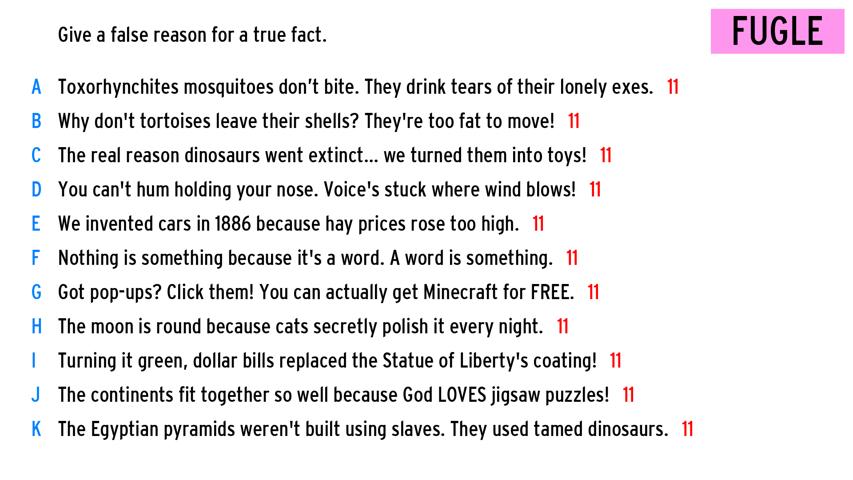 Give a false reason for a true fact.
FUGLE
A Toxorhynchites mosquitoes don't bite. They drink tears of their lonely exes. 11
B Why don't tortoises leave their shells? They're too fat to move! 11
C The real reason dinosaurs went extinct... we turned them into toys! 11
D You can't hum holding your nose. Voice's stuck where wind blows! 11
E We invented cars in 1886 because hay prices rose too high. 11
F Nothing is something because it's a word. A word is something. 11
G Got pop-ups? Click them! You can actually get Minecraft for FREE. 11
H The moon is round because cats secretly polish it every night. 11
I Turning it green, dollar bills replaced the Statue of Liberty's coating! 11
J The continents fit together so well because God LOVES jigsaw puzzles! 11
K The Egyptian pyramids weren't built using slaves. They used tamed dinosaurs. 11